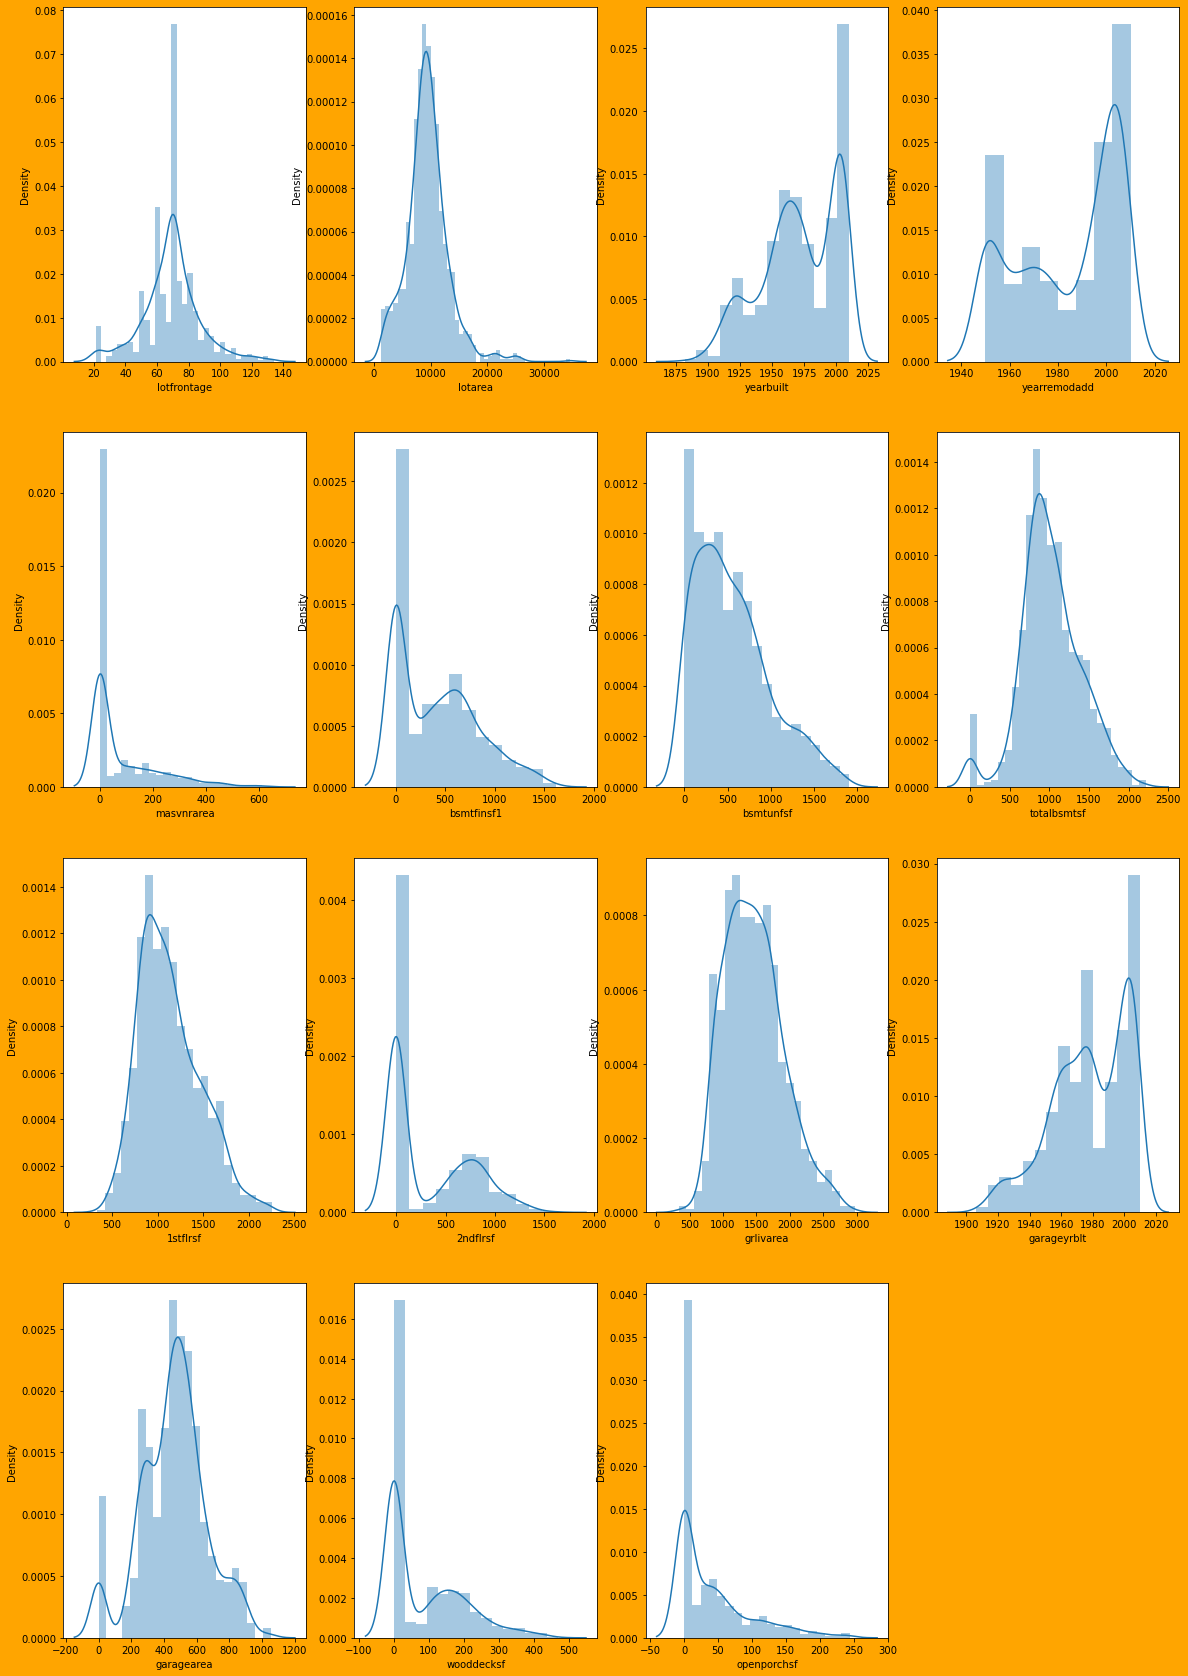 0.08
0.07
0.06
0.05
0.04
0.03
0.02
0.01
0.00
Density
20 40 60 80 100 120 140
lotfrontage
0.00016
0.00014
0.00012
0.00010
0.00008
0.00006
0.00004
0.00002
0.00000
Density
0 10000 20000 30000
lotarea
0.025
0.020
0.015
0.010
0.005
0.000
Density
1875 1900 1925 1950 1975 2000 2025
yearbuilt
0.040
0.035
0.030
0.025
0.020
0.015
0.010
0.005
0.000
Density
1940 1960 1980 2000 2020
yearremodadd
0.020
0.015
0.010
0.005
0.000
Density
0 200 400 600
masvnrarea
0.0025
0.0020
0.0015
0.0010
0.0005
0.0000
Density
0 500 1000 1500 2000
bsmtfinsf1
0.0012
0.0010
0.0008
0.0006
0.0004
0.0002
0.0000
Density
0 500 1000 1500 2000
bsmtunfsf
0.0014
0.0012
0.0010
0.0008
0.0006
0.0004
0.0002
0.0000
Density
0 500 1000 1500 2000 2500
totalbsmtsf
0.0014
0.0012
0.0010
0.0008
0.0006
0.0004
0.0002
0.0000
Density
0 500 1000 1500 2000 2500
1stflrsf
0.004
0.003
0.002
0.001
0.000
Density
0 500 1000 1500 2000
2ndflrsf
0.0008
0.0006
0.0004
0.0002
0.0000
Density
0 500 1000 1500 2000 2500 3000
grlivarea
0.030
0.025
0.020
0.015
0.010
0.005
0.000
Density
1900 1920 1940 1960 1980 2000 2020
garageyrblt
0.0025
0.0020
0.0015
0.0010
0.0005
0.0000
Density
−200 0 200 400 600 800 1000 1200
garagearea
0.016
0.014
0.012
0.010
0.008
0.006
0.004
0.002
0.000
Density
−100 0 100 200 300 400 500
wooddecksf
0.040
0.035
0.030
0.025
0.020
0.015
0.010
0.005
0.000
Density
−50 0 50 100 150 200 250 300
openporchsf